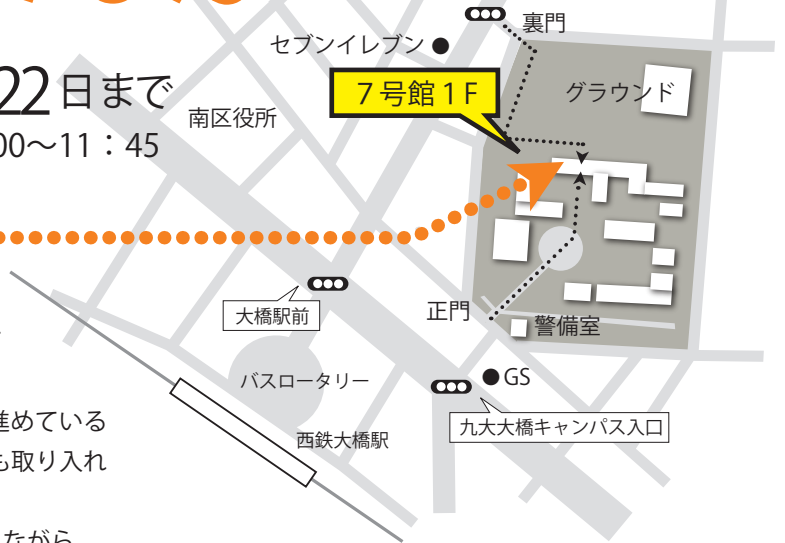 22日まで
00～11：45
裏門
セブンイレブン
グラウンド
7号館1F
南区役所
正門
大橋駅前
警備室
バスロータリー
GS
西鉄大橋駅
九大大橋キャンパス入口
進めている
も取り入れ
ながら